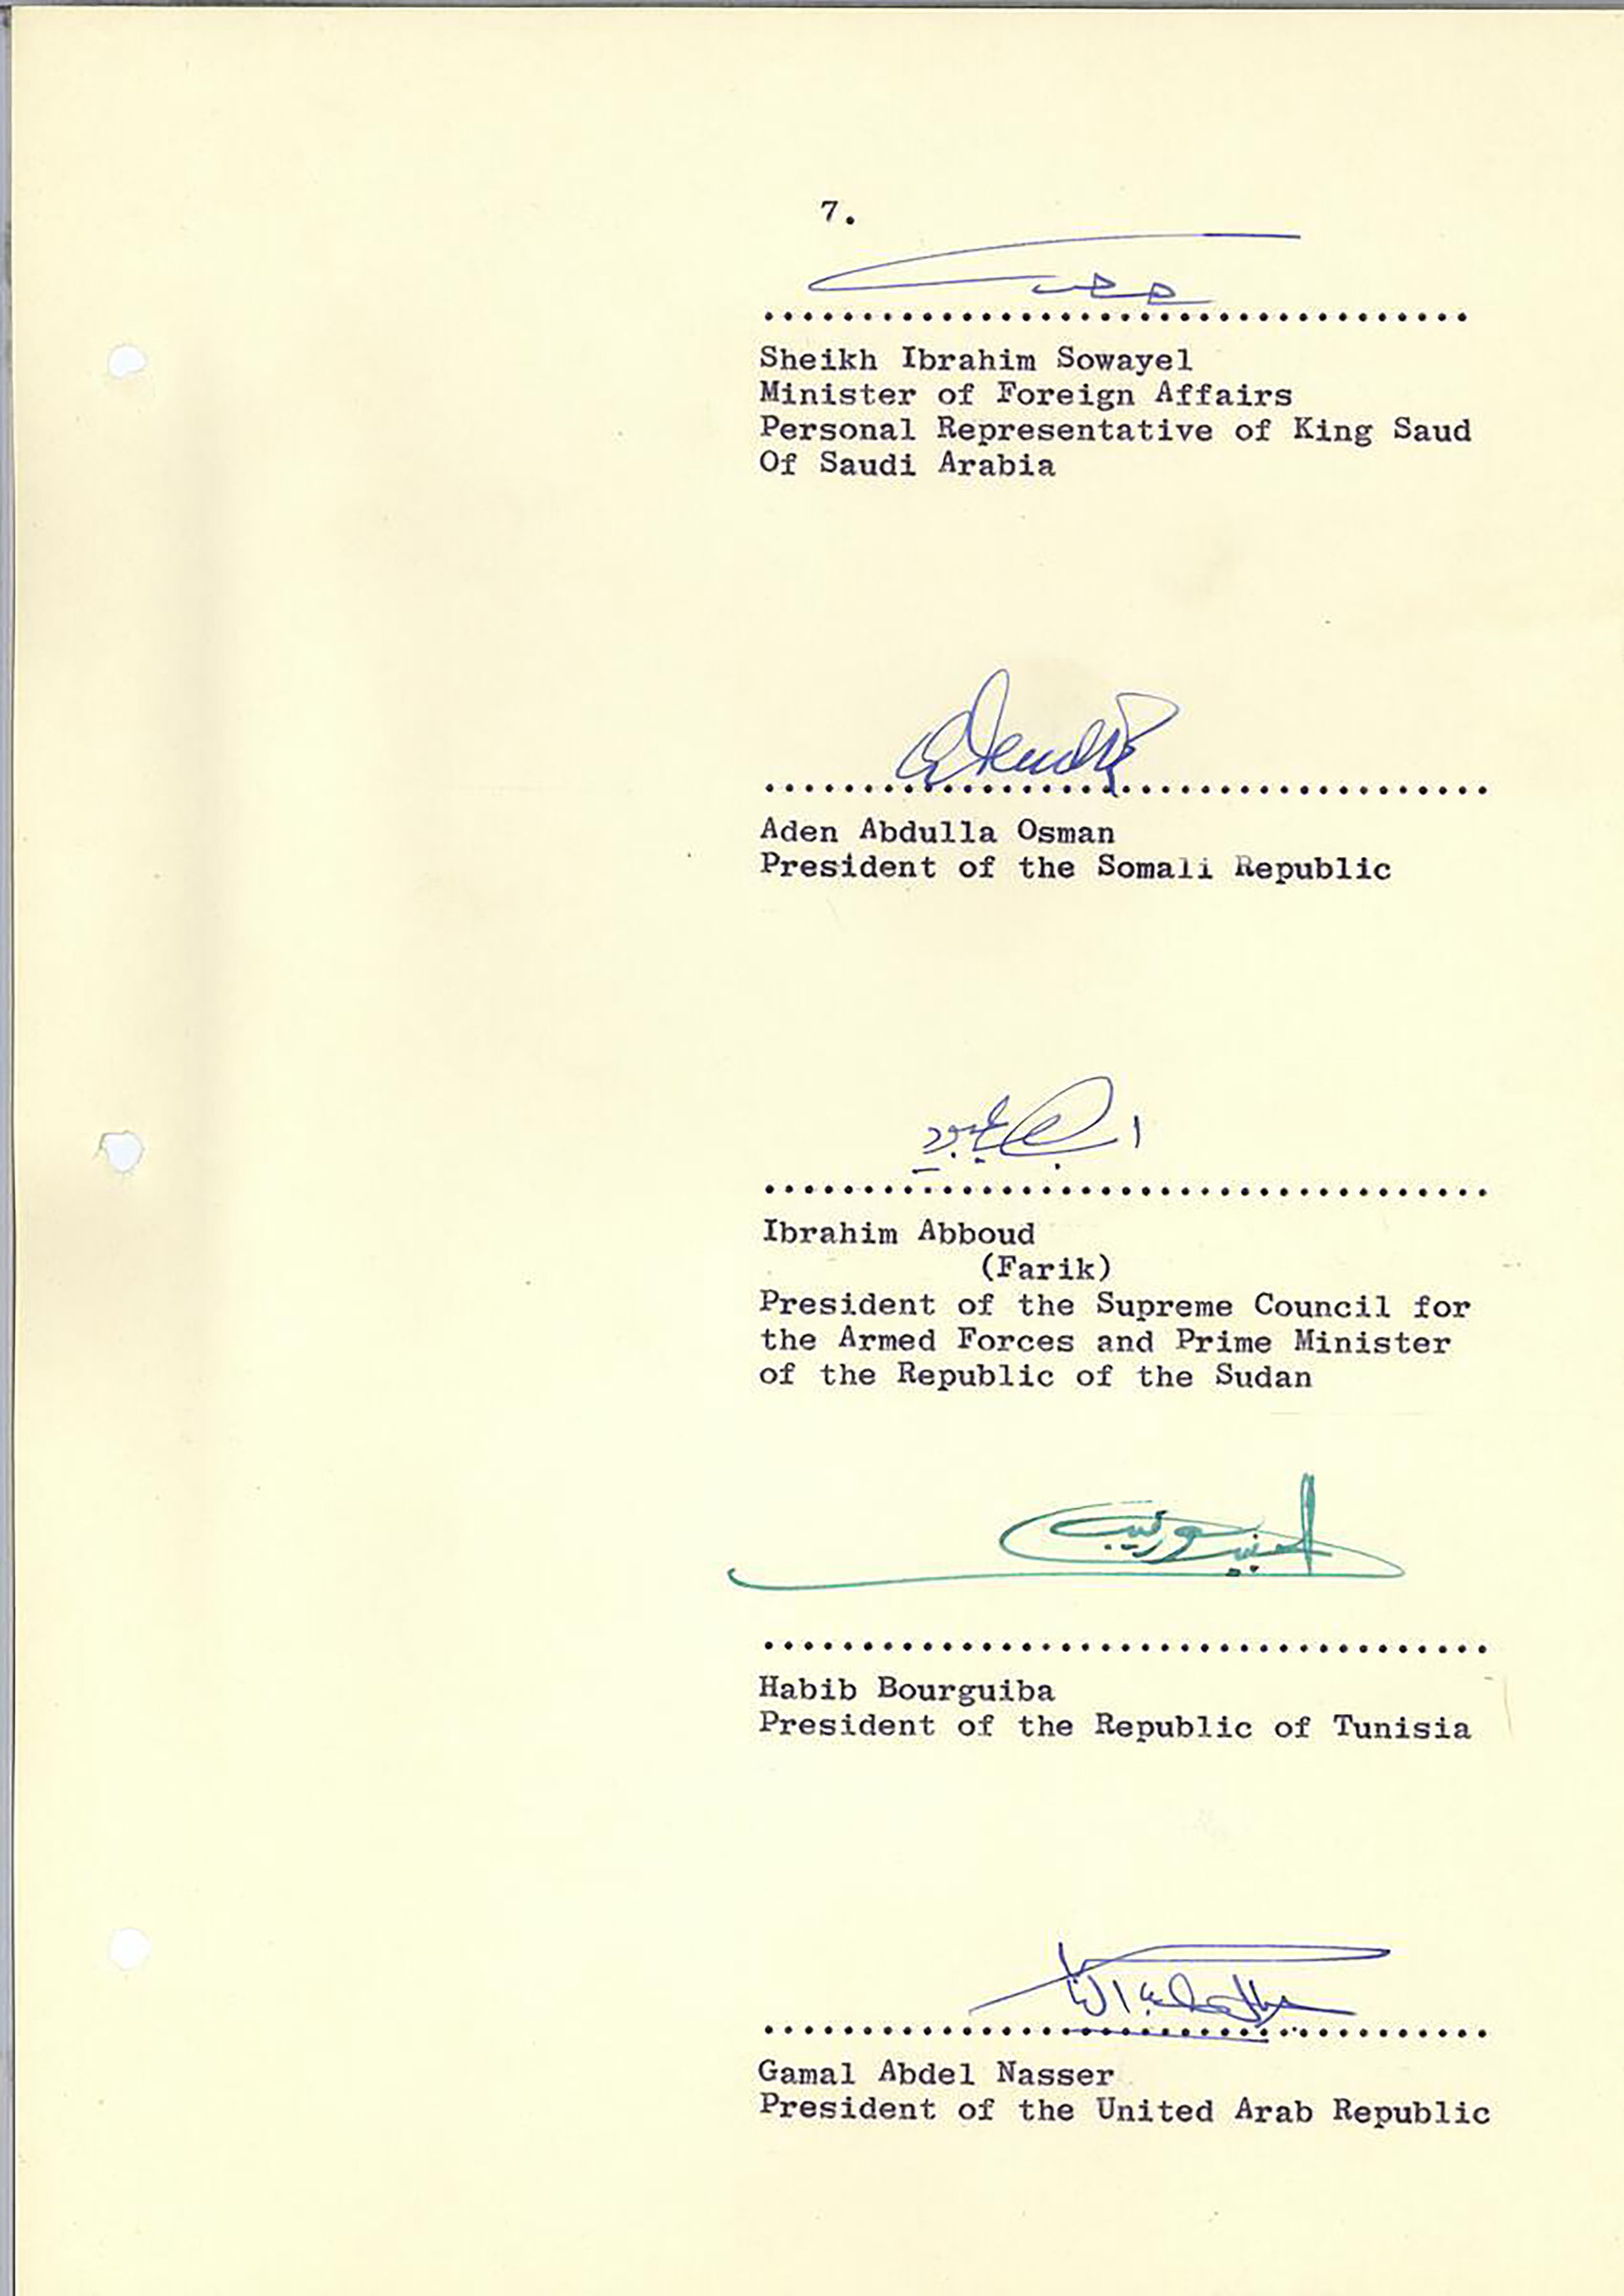 7.
Sheikh Ibrahim Sowayel
Minister of Foreign Affairs
Personal Representative of King Saud
Of Saudi Arabia
Aden Abdulla Osman
President of the Somali Republic
Ibrahim Abboud
(Farik)
President of the Supreme Council for
the Armed Forces and Prime Minister
of the Republic of the Sudan
Habib Bourguiba
President of the Republic of Tunisia
Gamal Abdel Nasser
President of the United Arab Republic